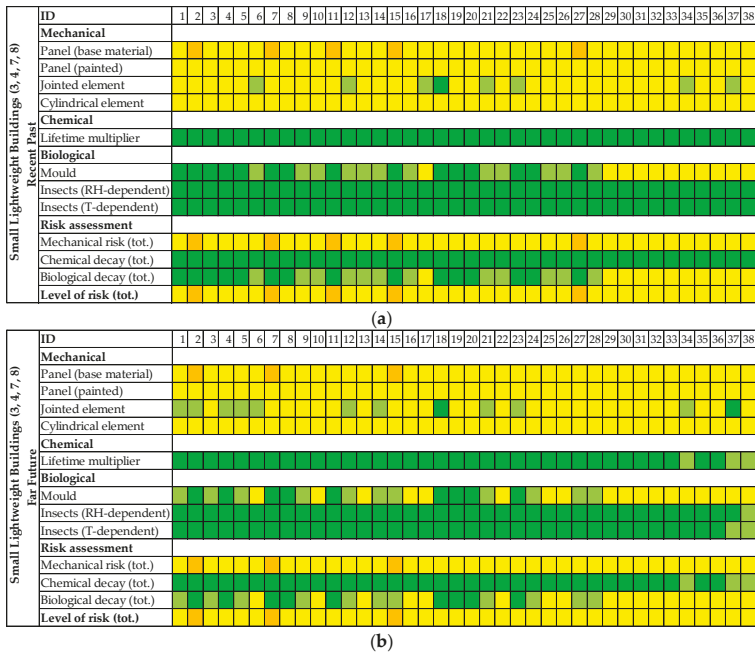 Small Lightweight Buildings (3, 4, 7, 8)
Recent Past
ID 1 2 3 4 5 6 7 8 9 10 11 12 13 14 15 16 17 18 19 20 21 22 23 24 25 26 27 28 29 30 31 32 33 34 35 36 37 38
Mechanical
Panel (base material)
Panel (painted)
Jointed element
Cylindrical element
Chemical
Lifetime multiplier
Biological
Mould
Insects (RH-dependent)
Insects (T-dependent)
Risk assessment
Mechanical risk (tot.)
Chemical decay (tot.)
Biological decay (tot.)
Level of risk (tot.)
(a)
Small Lightweight Buildings (3, 4, 7, 8)
Far Future
ID 1 2 3 4 5 6 7 8 9 10 11 12 13 14 15 16 17 18 19 20 21 22 23 24 25 26 27 28 29 30 31 32 33 34 35 36 37 38
Mechanical
Panel (base material)
Panel (painted)
Jointed element
Cylindrical element
Chemical
Lifetime multiplier
Biological
Mould
Insects (RH-dependent)
Insects (T-dependent)
Risk assessment
Mechanical risk (tot.)
Chemical decay (tot.)
Biological decay (tot.)
Level of risk (tot.)
(b)